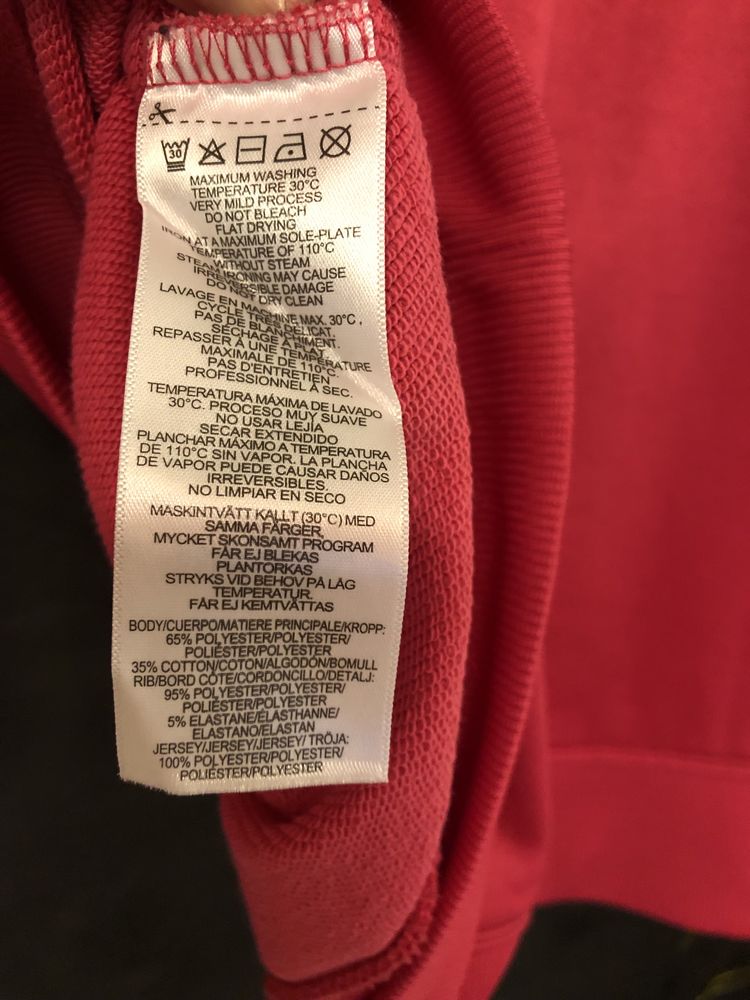 30
MAXIMUM WASHING
TEMPERATURE 30°C
VERY MILD PROCESS
DO NOT BLEACH
FLAT DRYING
IRON AT A MAXIMUM SOLE-PLATE
TEMPERATURE OF 110°C
WITHOUT STEAM
STEAM IRONING MAY CAUSE
IRREVERSIBLE DAMAGE
DO NOT DRY CLEAN
LAVAGE EN MACHINE MAX. 30°C,
CYCLE TRÈS DÉLICAT.
PAS DE BLANCHIMENT.
SÉCHAGE À PLAT.
REPASSER À UNE TEMPÉRATURE
MAXIMALE DE 110°C.
PAS D'ENTRETIEN
PROFESSIONNEL À SEC.
TEMPERATURA MÁXIMA DE LAVADO
30°C. PROCESO MUY SUAVE
NO USAR LEJÍA
SECAR EXTENDIDO
PLANCHAR MÁXIMO A TEMPERATURA
DE 110°C SIN VAPOR. LA PLANCHA
DE VAPOR PUEDE CAUSAR DAÑOS
IRREVERSIBLES.
NO LIMPIAR EN SECO
MASKINTVÄTT KALLT (30°C) MED
SAMMA FÄRGER.
MYCKET SKONSAMT PROGRAM
FÅR EJ BLEKAS
PLANTORKAS
STRYKS VID BEHOV PÅ LÅG
TEMPERATUR.
FÅR EJ KEMTVÄTTAS
BODY/CUERPO/MATIERE PRINCIPALE/KROPP:
65% POLYESTER/POLYESTER/
POLIÉSTER/POLYESTER
35% COTTON/COTON/ALGODÓN/BOMULL
RIB/BORD CÔTE/CORDONCILLO/DETALJ:
95% POLYESTER/POLYESTER/
POLIÉSTER/POLYESTER
5% ELASTANE/ÉLASTHANNE/
ELASTANO/ELASTAN
JERSEY/JERSEY/JERSEY/ TRÖJA:
100% POLYESTER/POLYESTER/
POLIÉSTER/POLYESTER